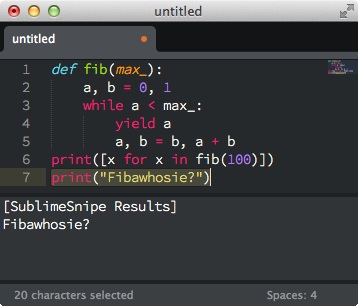 untitled
untitled
1 def fib(max_):
2     a, b = 0, 1
3     while a < max_:
4         yield a
5         a, b = b, a + b
6 print([x for x in fib(100)])
7 print("Fibawhosie?")
[SublimeSnipe Results]
Fibawhosie?
20 characters selected Spaces: 4